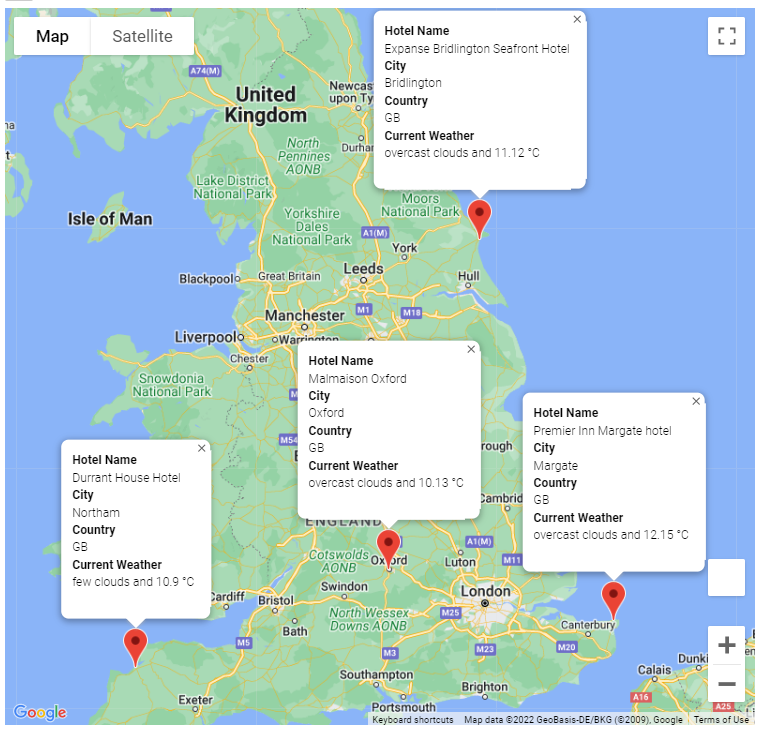 Map
Satellite
A74(M)
United
Kingdom
Newcas
upon Ty
Durhar
North
Pennines
AONB
Lake District
National Park
Isle of Man
Yorkshire
Dales
National Park
Moors
National Park
A1(M)
York
Leeds
Hull
Blackpool
Great Britain
Manchester
M1
M18
Liverpool
Warrington
Chester
Snowdonia
National Park
M54
rough
Cambrid
ENGLAND
Cotswolds
AONB
Oxford
A1(M)
Luton
M11
Swindon
London
Cardiff
Bristol
North Wessex
Downs AONB
M25
Canterbury
Bath
M5
M3
M23
M20
Southampton
Brighton
Calais
Dunki
Exeter
Portsmouth
A16
A25
Hotel Name
Expanse Bridlington Seafront Hotel
City
Bridlington
Country
GB
Current Weather
overcast clouds and 11.12 °C
Hotel Name
Malmaison Oxford
City
Oxford
Country
GB
Current Weather
overcast clouds and 10.13 °C
Hotel Name
Premier Inn Margate hotel
City
Margate
Country
GB
Current Weather
overcast clouds and 12.15 °C
Hotel Name
Durrant House Hotel
City
Northam
Country
GB
Current Weather
few clouds and 10.9 °C
Google
Keyboard shortcuts
Map data ©2022 GeoBasis-DE/BKG (©2009), Google
Terms of Use